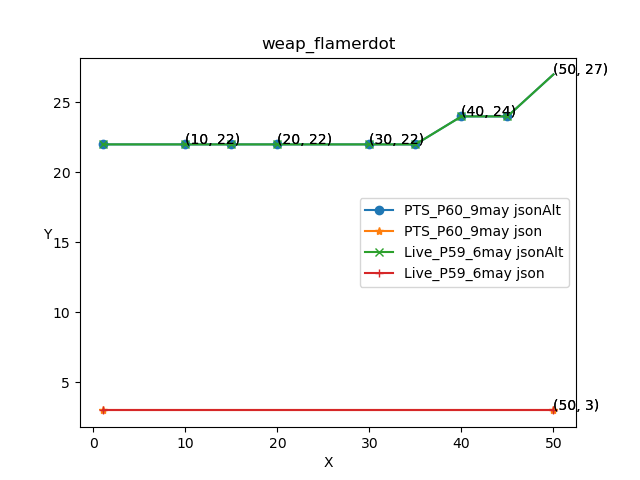 weap_flamerdot
25
20
15
10
5
Y
(10, 22)
(20, 22)
(30, 22)
(40, 24)
(50, 27)
PTS_P60_9may jsonAlt
PTS_P60_9may json
Live_P59_6may jsonAlt
Live_P59_6may json
(50, 3)
0 10 20 30 40 50
X